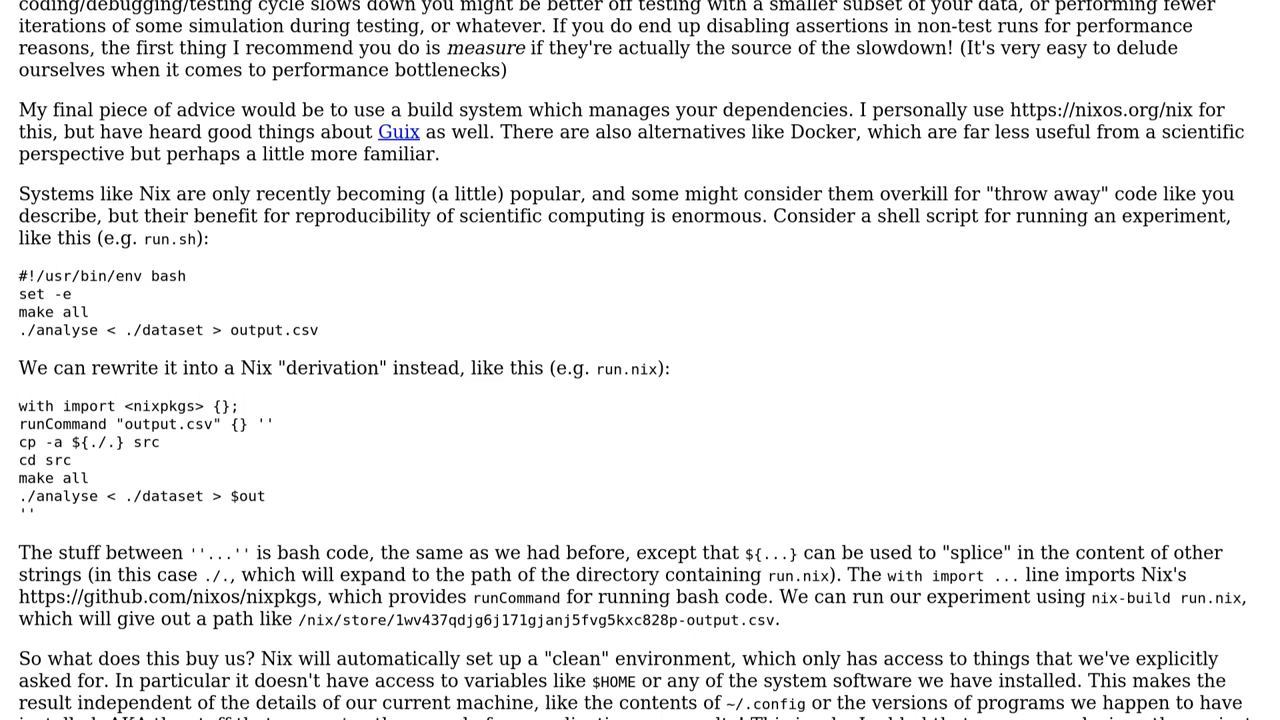 coding/debugging/testing cycle slows down you might be better off testing with a smaller subset of your data, or performing fewer
iterations of some simulation during testing, or whatever. If you do end up disabling assertions in non-test runs for performance
reasons, the first thing I recommend you do is measure if they're actually the source of the slowdown! (It's very easy to delude
ourselves when it comes to performance bottlenecks)
My final piece of advice would be to use a build system which manages your dependencies. I personally use https://nixos.org/nix for
this, but have heard good things about Guix as well. There are also alternatives like Docker, which are far less useful from a scientific
perspective but perhaps a little more familiar.
Systems like Nix are only recently becoming (a little) popular, and some might consider them overkill for "throw away" code like you
describe, but their benefit for reproducibility of scientific computing is enormous. Consider a shell script for running an experiment,
like this (e.g. run.sh):
#!/usr/bin/env bash
set -e
make all
./analyse < ./dataset > output.csv
We can rewrite it into a Nix "derivation" instead, like this (e.g. run.nix):
with import <nixpkgs> {};
runCommand "output.csv" {} ''
cp -a ${./.} src
cd src
make all
./analyse < ./dataset > $out
''
The stuff between ''...'' is bash code, the same as we had before, except that ${...} can be used to "splice" in the content of other
strings (in this case ./., which will expand to the path of the directory containing run.nix). The with import ... line imports Nix's
https://github.com/nixos/nixpkgs, which provides runCommand for running bash code. We can run our experiment using nix-build run.nix,
which will give out a path like /nix/store/1wv437qdjg6j171gjanj5fvg5kxc828p-output.csv.
So what does this buy us? Nix will automatically set up a "clean" environment, which only has access to things that we've explicitly
asked for. In particular it doesn't have access to variables like $HOME or any of the system software we have installed. This makes the
result independent of the details of our current machine, like the contents of ~/.config or the versions of programs we happen to have